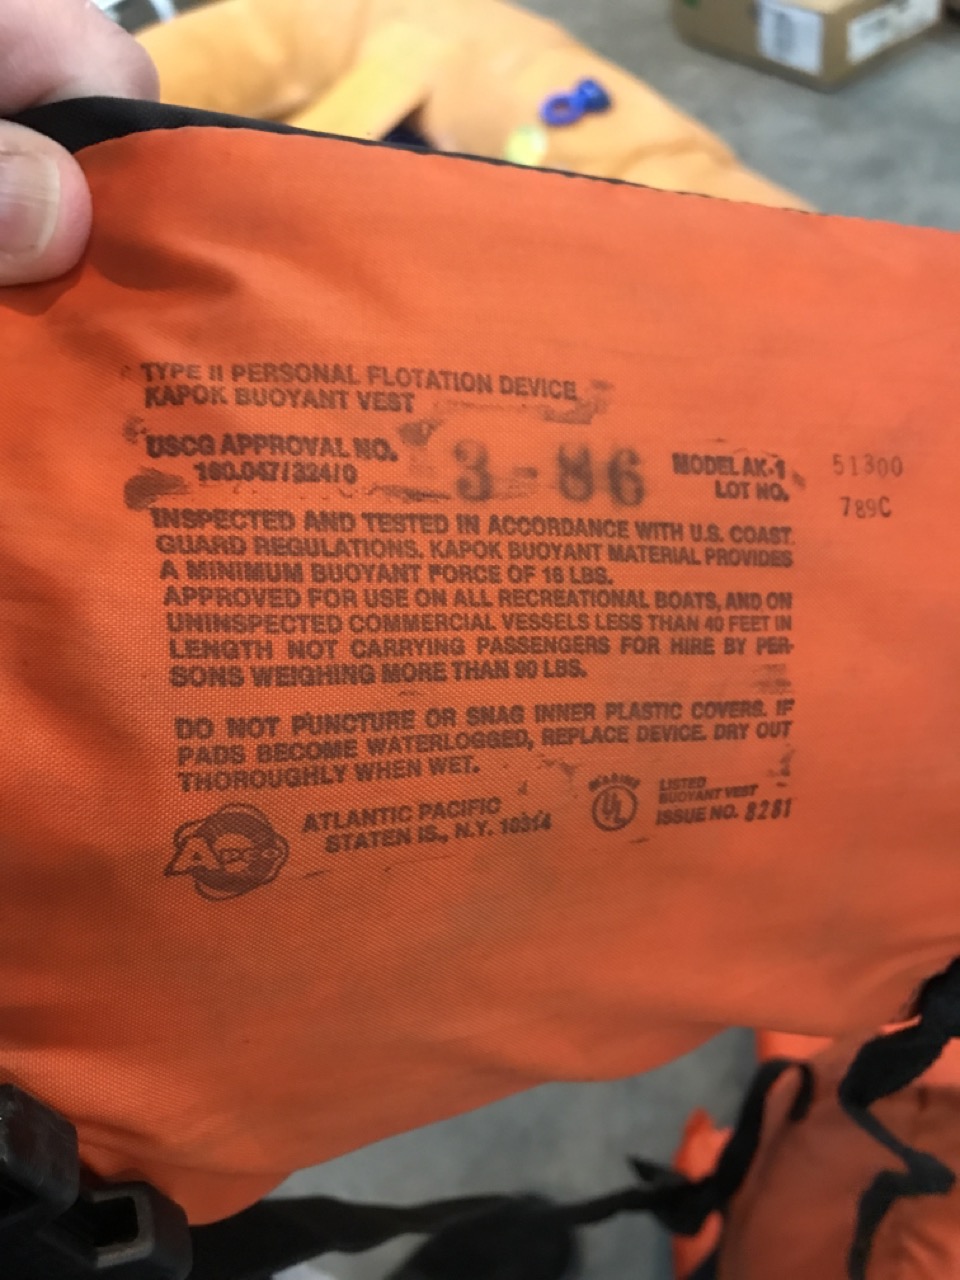 TYPE II PERSONAL FLOTATION DEVICE
KAPOK BUOYANT VEST
USCG APPROVAL NO.
160.047/324/0
3-86
MODEL AK-1
LOT NO.
51300
789C
INSPECTED AND TESTED IN ACCORDANCE WITH U.S. COAST
GUARD REGULATIONS. KAPOK BUOYANT MATERIAL PROVIDES
A MINIMUM BUOYANT FORCE OF 16 LBS.
APPROVED FOR USE ON ALL RECREATIONAL BOATS, AND ON
UNINSPECTED COMMERCIAL VESSELS LESS THAN 40 FEET IN
LENGTH NOT CARRYING PASSENGERS FOR HIRE BY PER-
SONS WEIGHING MORE THAN 90 LBS.
DO NOT PUNCTURE OR SNAG INNER PLASTIC COVERS. IF
PADS BECOME WATERLOGGED, REPLACE DEVICE. DRY OUT
THOROUGHLY WHEN WET.
ATLANTIC PACIFIC
STATEN IS., N.Y. 10314
MARINE
UL
LISTED
BUOYANT VEST
ISSUE NO. 8281